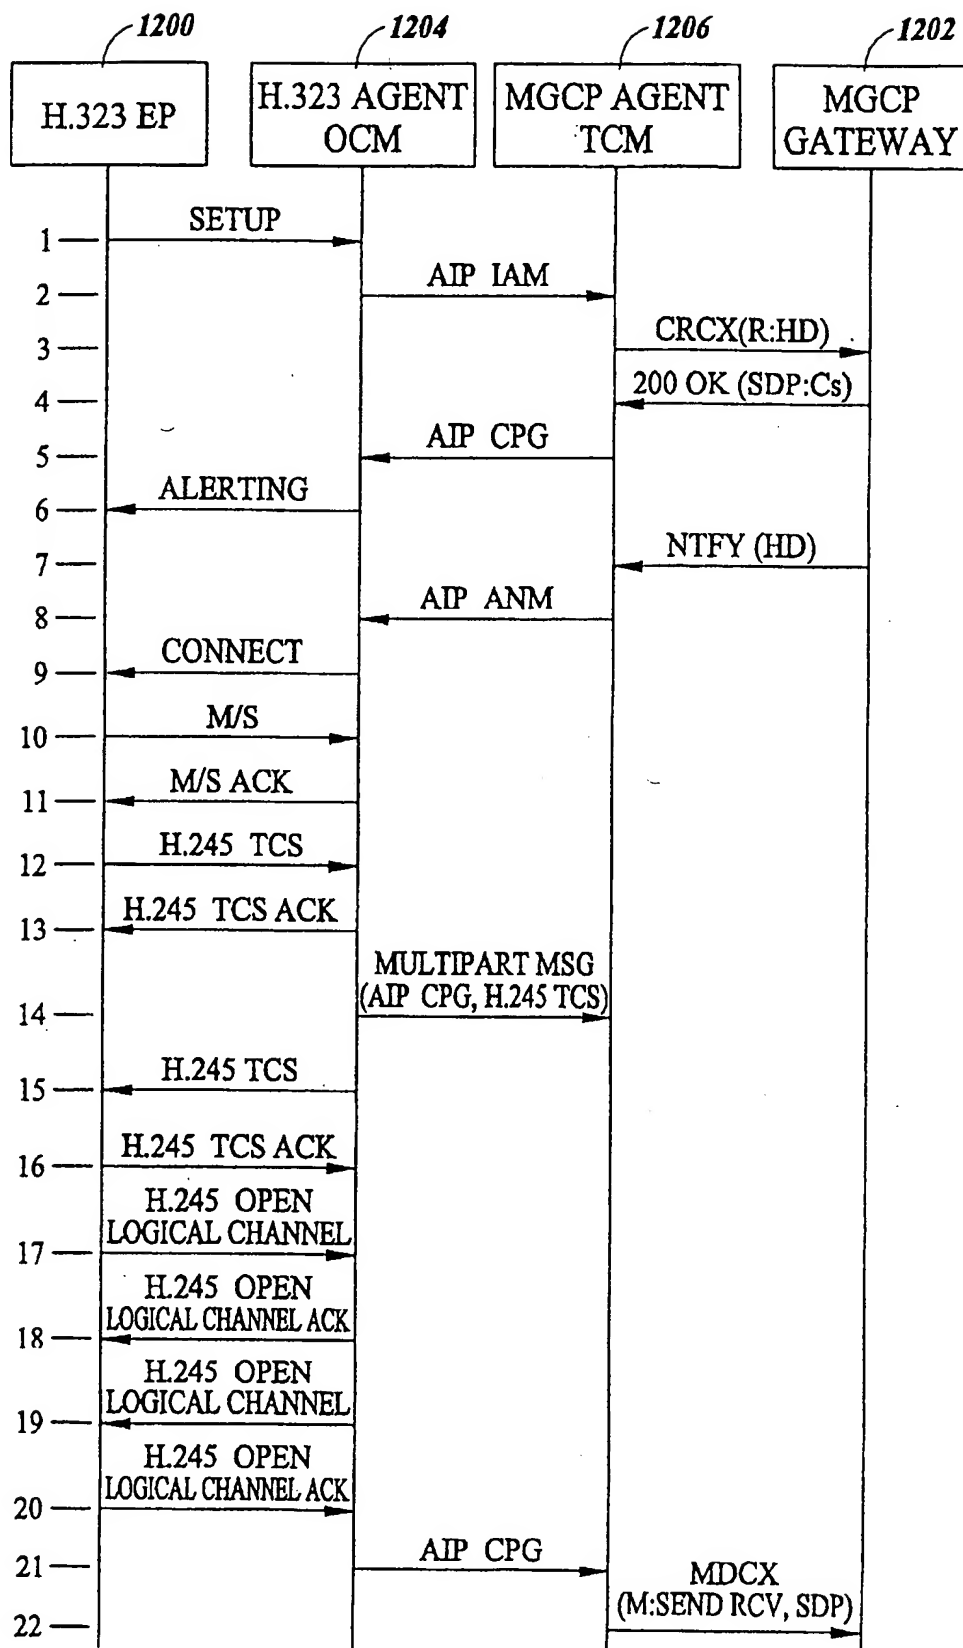 1200
1204
1206
1202
H.323 EP
H.323 AGENT
OCM
MGCP AGENT
TCM
MGCP
GATEWAY
SETUP
1
AIP IAM
2
CRCX(R:HD)
3
200 OK (SDP:Cs)
4
AIP CPG
5
ALERTING
6
NTFY (HD)
7
AIP ANM
8
CONNECT
9
M/S
10
M/S ACK
11
H.245 TCS
12
H.245 TCS ACK
13
MULTIPART MSG
(AIP CPG, H.245 TCS)
14
H.245 TCS
15
H.245 TCS ACK
16
H.245 OPEN
LOGICAL CHANNEL
17
H.245 OPEN
LOGICAL CHANNEL ACK
18
H.245 OPEN
LOGICAL CHANNEL
19
H.245 OPEN
LOGICAL CHANNEL ACK
20
AIP CPG
21
MDCX
(M:SEND RCV, SDP)
22